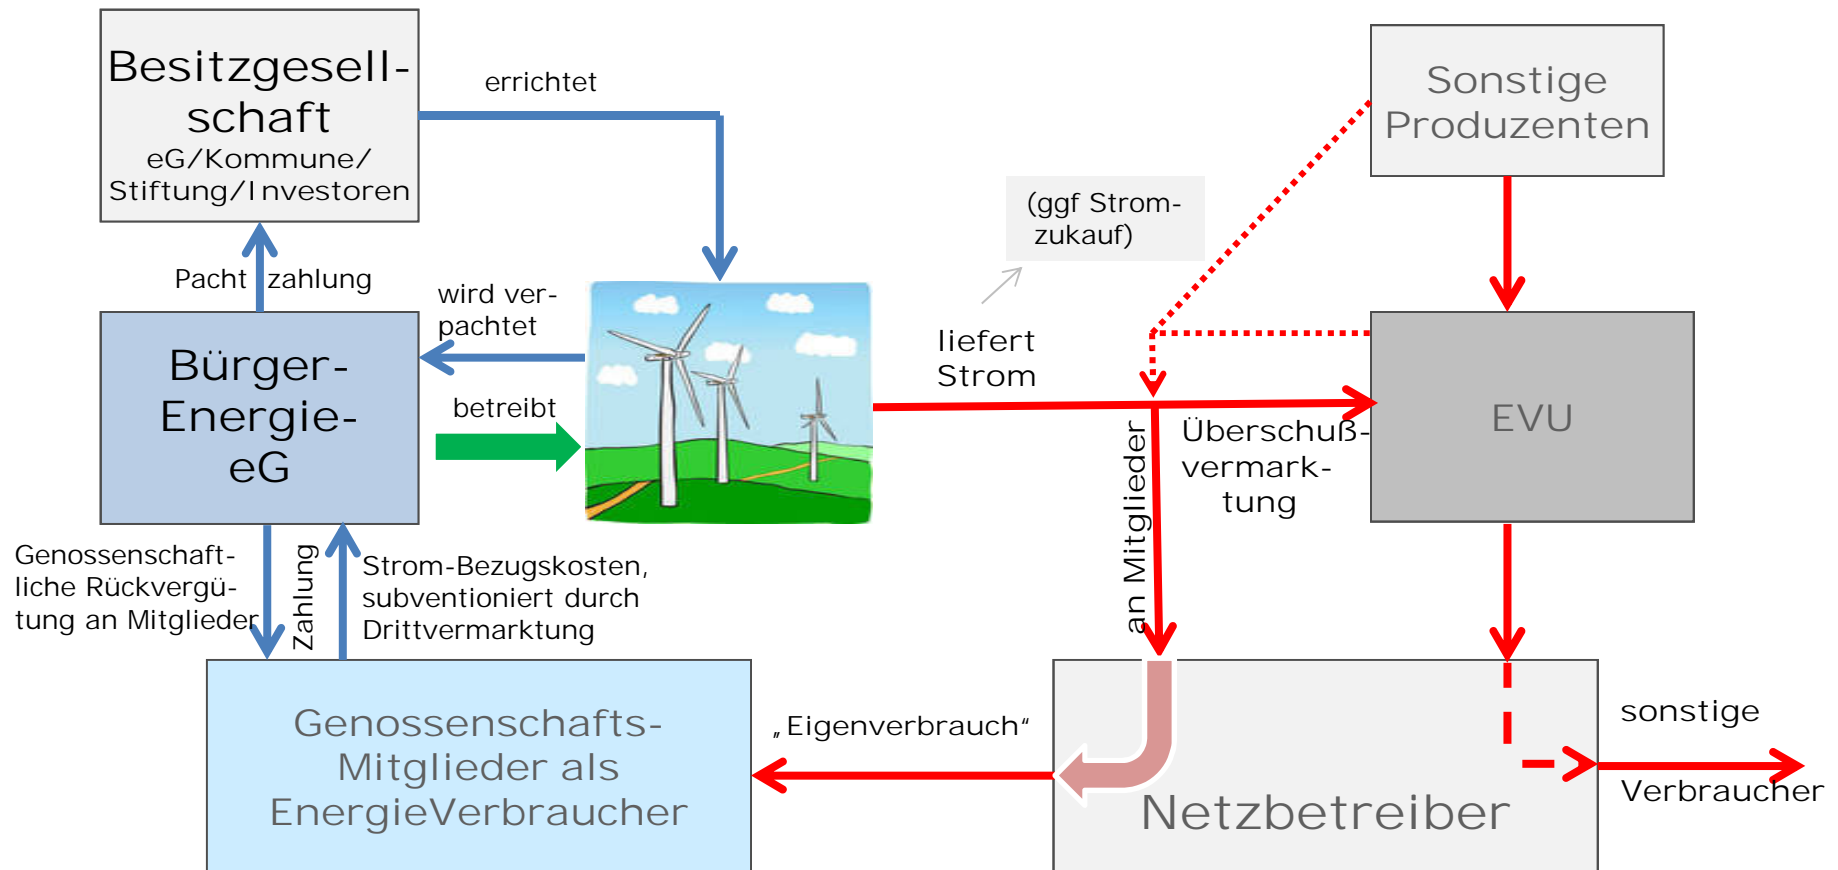 Besitzgesell-
schaft
eG/Kommune/
Stiftung/Investoren
errichtet
Sonstige
Produzenten
(ggf Strom-
zukauf)
Pacht zahlung
wird ver-
pachtet
Bürger-
Energie-
eG
betreibt
liefert
Strom
EVU
Überschuß-
vermark-
tung
an Mitglieder
Genossenschaft-
liche Rückvergü-
tung an Mitglieder
Zahlung
Strom-Bezugskosten,
subventioniert durch
Drittvermarktung
Genossenschafts-
Mitglieder als
EnergieVerbraucher
„Eigenverbrauch“
Netzbetreiber
sonstige
Verbraucher